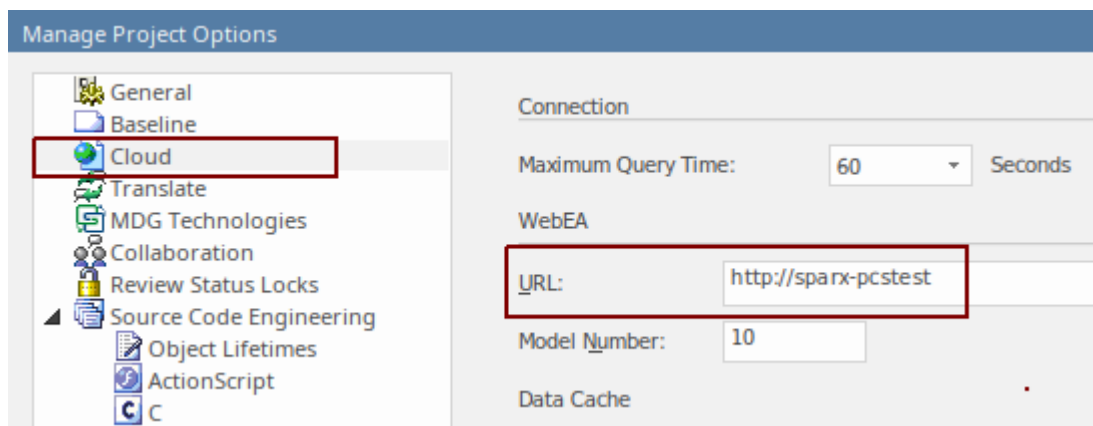 Manage Project Options
General
Baseline
Cloud
Translate
MDG Technologies
Collaboration
Review Status Locks
Source Code Engineering
Object Lifetimes
ActionScript
C
Connection
Maximum Query Time: 60 Seconds
WebEA
URL: http://sparx-pcstest
Model Number: 10
Data Cache